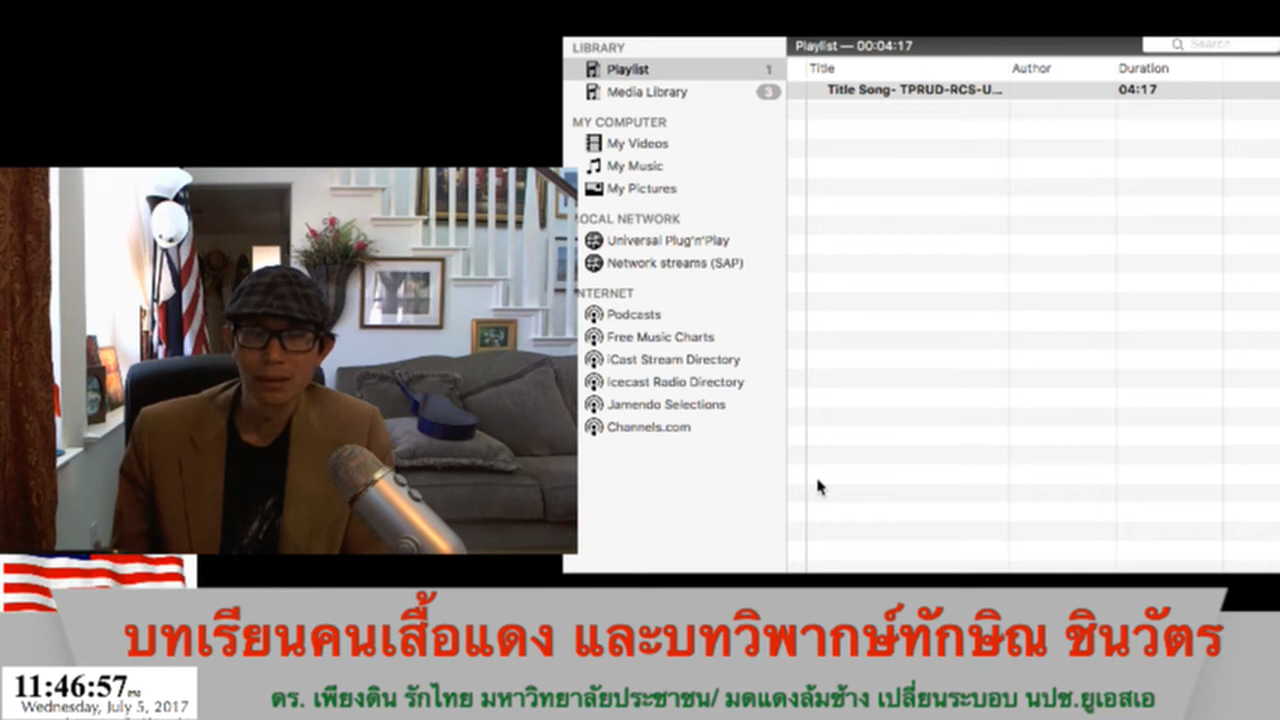 LIBRARY
Playlist 1
Media Library 3
MY COMPUTER
My Videos
My Music
My Pictures
OCAL NETWORK
Universal Plug'n'Play
Network streams (SAP)
NTERNET
Podcasts
Free Music Charts
iCast Stream Directory
Icecast Radio Directory
Jamendo Selections
Channels.com
Playlist — 00:04:17
Search
Title Author Duration
Title Song- TPRUD-RCS-U... 04:17
บทเรียนคนเสื้อแดง และบทวิพากษ์ทักษิณ ชินวัตร
11:46:57 PM
Wednesday, July 5, 2017
ดร. เพียงดิน รักไทย มหาวิทยาลัยประชาชน/ มดแดงล้มช้าง เปลี่ยนระบอบ นปช.ยูเอสเอ